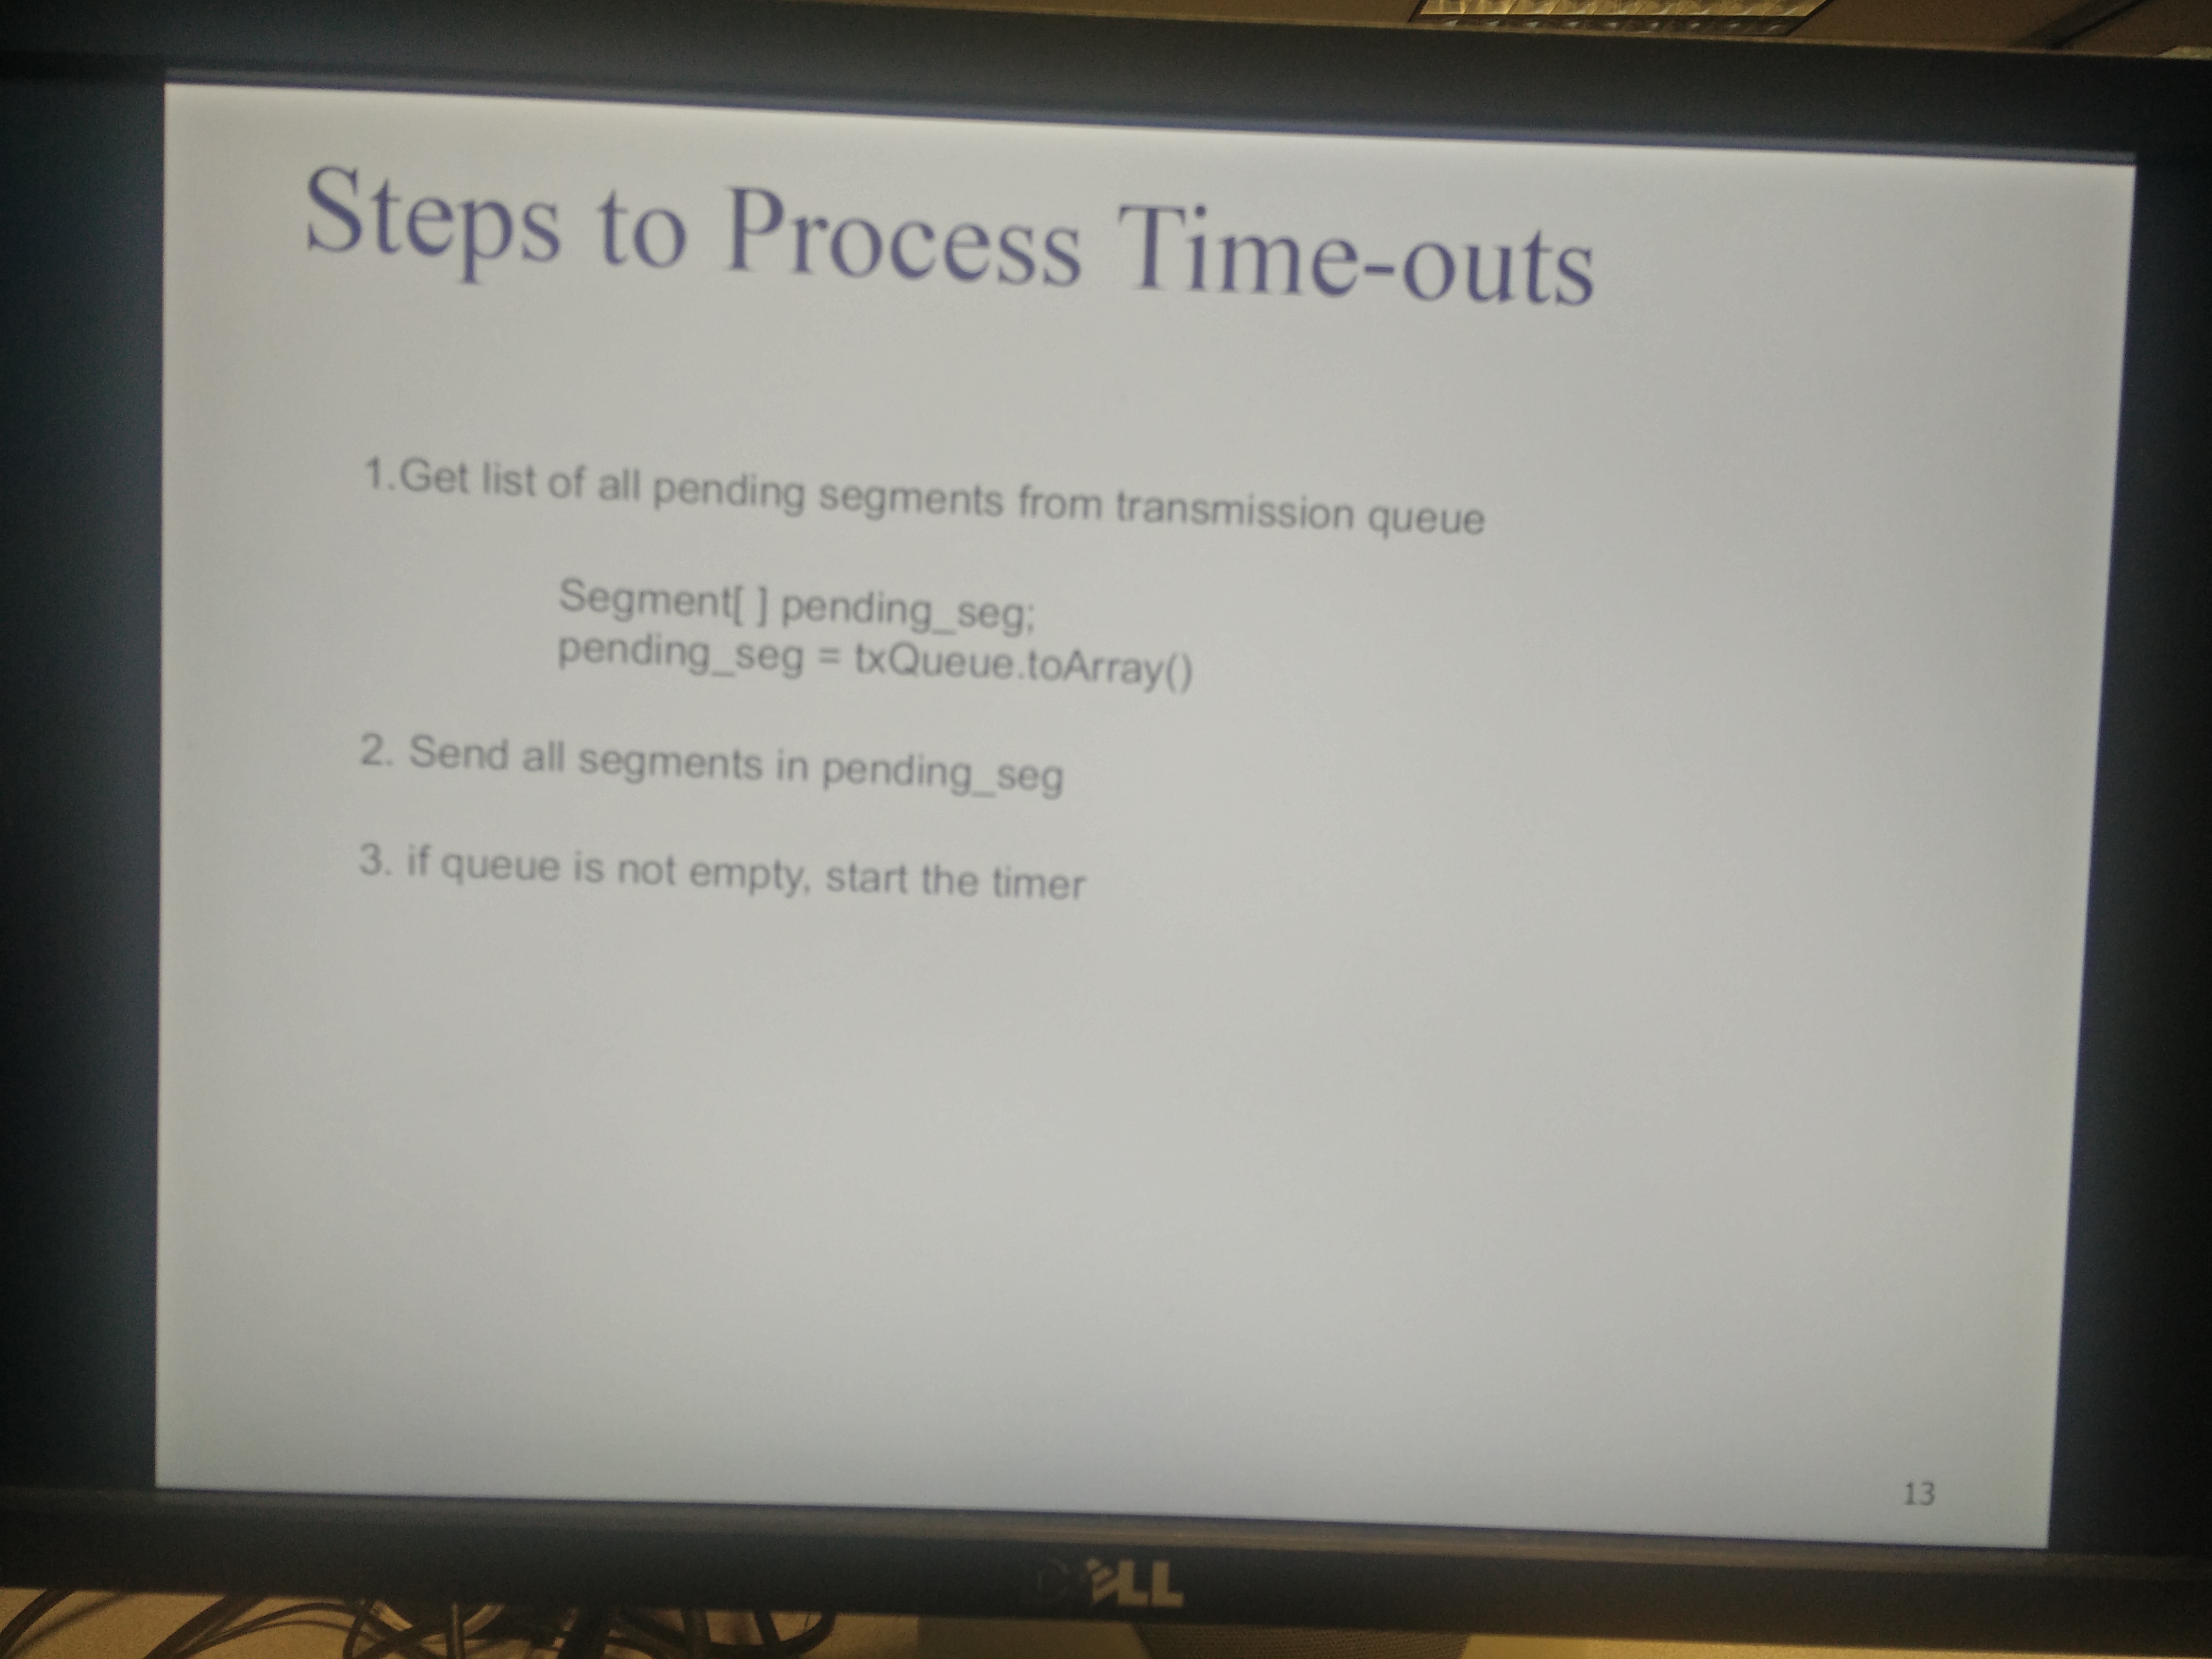 Steps to Process Time-outs
1.Get list of all pending segments from transmission queue
Segment[ ] pending_seg;
pending_seg = txQueue.toArray()
2. Send all segments in pending_seg
3. if queue is not empty, start the timer
13
DELL